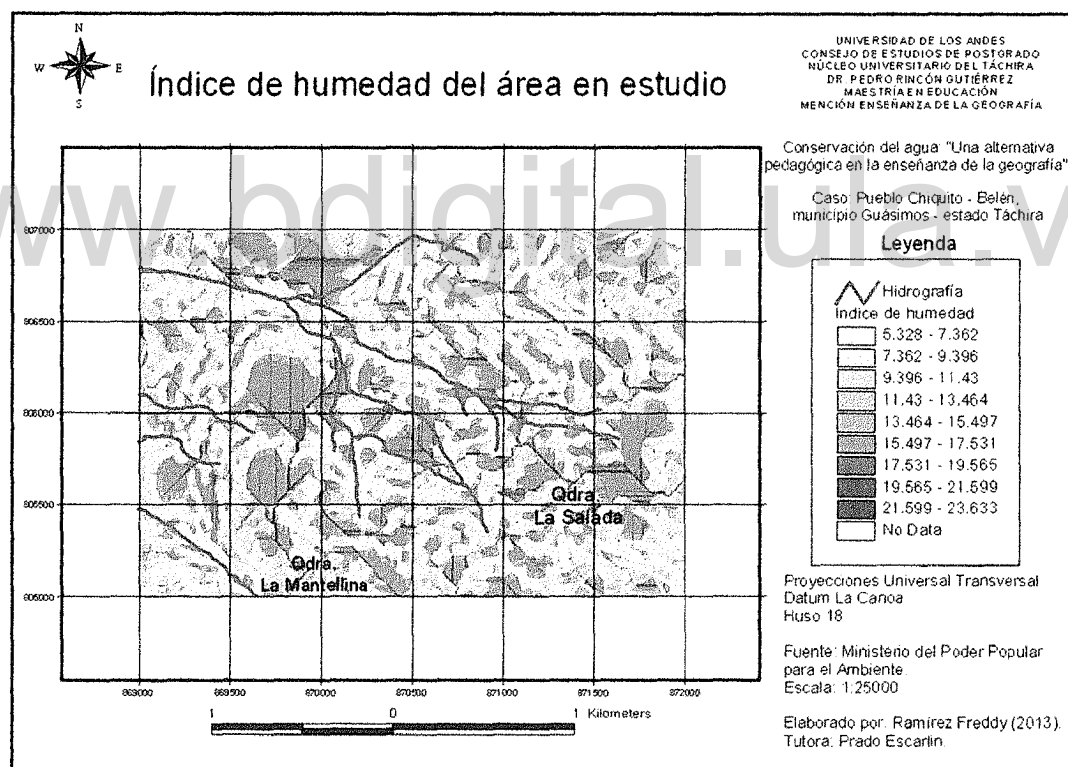 N
W E
S
Índice de humedad del área en estudio
UNIVERSIDAD DE LOS ANDES
CONSEJO DE ESTUDIOS DE POSTGRADO
NÚCLEO UNIVERSITARIO DEL TÁCHIRA
DR. PEDRO RINCÓN GUTIÉRREZ
MAESTRÍA EN EDUCACIÓN
MENCIÓN ENSEÑANZA DE LA GEOGRAFÍA
Conservación del agua "Una alternativa
pedagógica en la enseñanza de la geografía"
Caso: Pueblo Chiquito - Belén,
municipio Guásimos - estado Táchira
www.bdigital.ula.v
Leyenda
Hidrografía
Índice de humedad
5.328 - 7.362
7.362 - 9.396
9.396 - 11.43
11.43 - 13.464
13.464 - 15.497
15.497 - 17.531
17.531 - 19.565
19.565 - 21.599
21.599 - 23.633
No Data
807000
806500
806000
805500
805000
Qdra.
La Salada
Qdra.
La Mantellina
869000 869500 870000 870500 871000 871500 872000
1 0 1 Kilometers
Proyecciones Universal Transversal
Datum La Canoa
Huso 18
Fuente: Ministerio del Poder Popular
para el Ambiente.
Escala: 1:25000
Elaborado por: Ramírez Freddy (2013).
Tutora: Prado Escarlin.